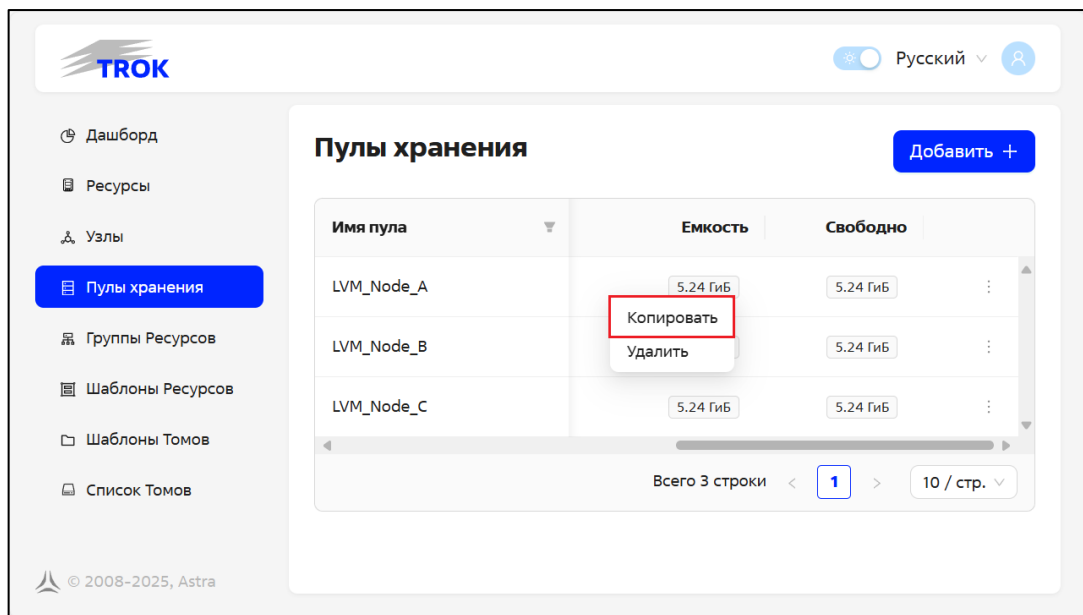 TROK
Русский
Дашборд
Ресурсы
Узлы
Пулы хранения
Группы Ресурсов
Шаблоны Ресурсов
Шаблоны Томов
Список Томов
© 2008-2025, Astra
Пулы хранения
Добавить +
Имя пула Емкость Свободно
LVM_Node_A 5.24 ГиБ 5.24 ГиБ
Копировать
LVM_Node_B 5.24 ГиБ
Удалить
LVM_Node_C 5.24 ГиБ 5.24 ГиБ
Всего 3 строки < 1 > 10 / стр.